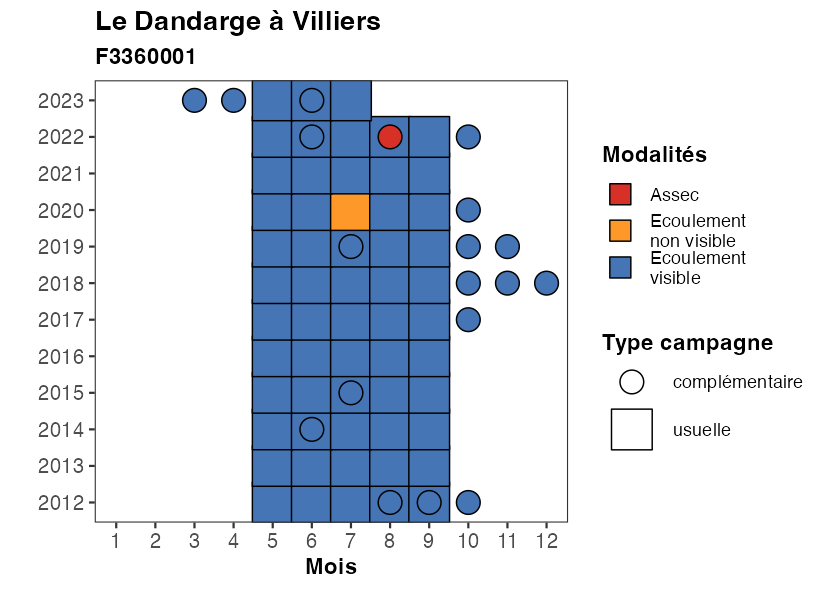 Le Dandarge à Villiers
F3360001
2023
2022
2021
2020
2019
2018
2017
2016
2015
2014
2013
2012
1 2 3 4 5 6 7 8 9 10 11 12
Mois
Modalités
Assec
Ecoulement
non visible
Ecoulement
visible
Type campagne
complémentaire
usuelle